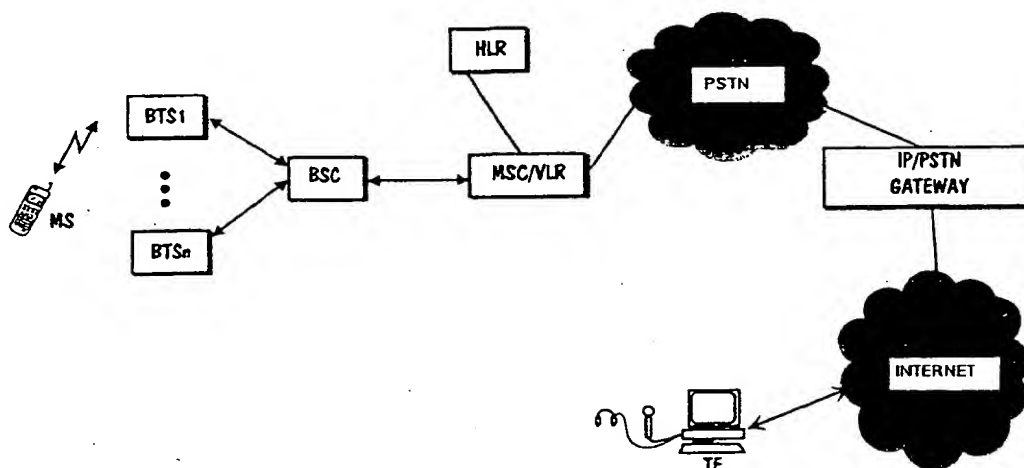 HLR
PSTN
BTS1
BSC
MSC/VLR
IP/PSTN
GATEWAY
MS
BTSn
INTERNET
TE